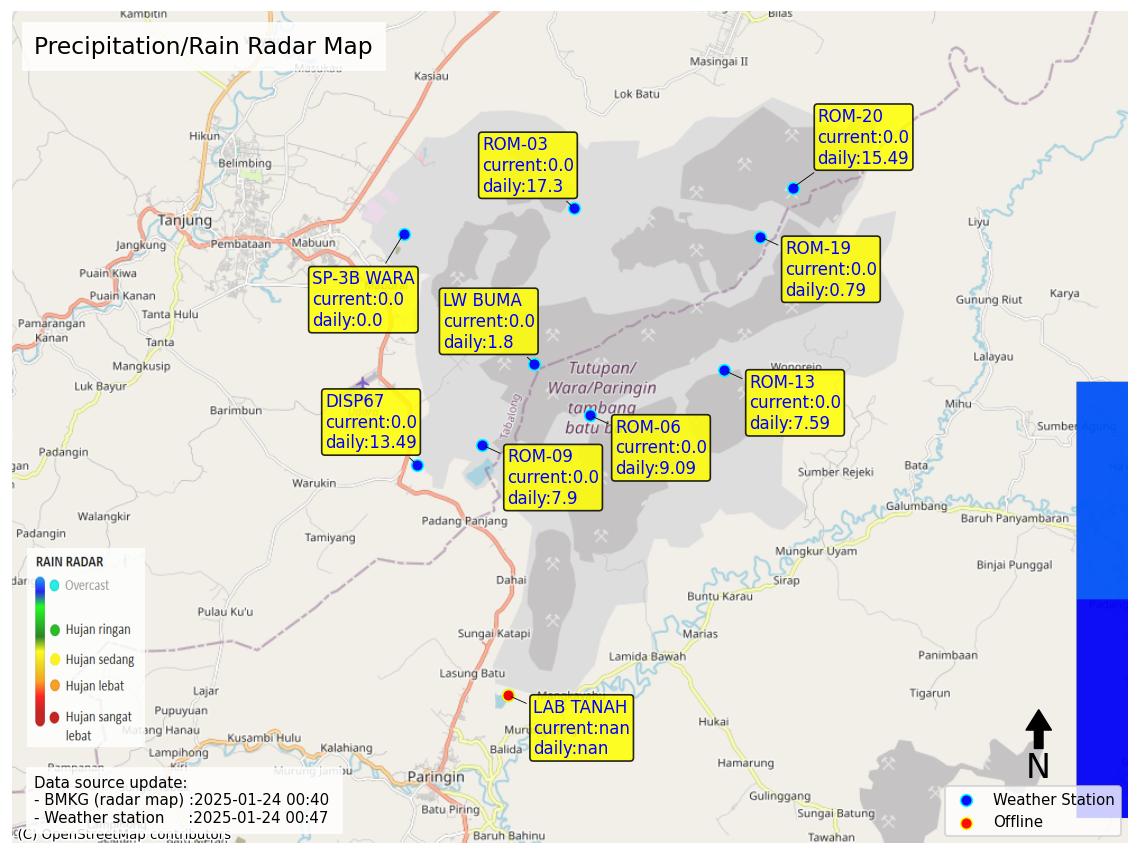 Kambitin
Bilas
Precipitation/Rain Radar Map
Masingai II
Kasiau
Lok Batu
ROM-20
current:0.0
daily:15.49
Hikun
ROM-03
current:0.0
daily:17.3
Belimbing
Tanjung
Liyu
Jangkung
Pembataan
Mabuun
ROM-19
current:0.0
daily:0.79
Puain Kiwa
SP-3B WARA
current:0.0
daily:0.0
Puain Kanan
LW BUMA
current:0.0
daily:1.8
Karya
Gunung Riut
Tanta Hulu
Pamarangan
Kanan
Tanta
Lalayau
Mangkusip
Tutupan/
Wara/Paringin
tambang
batu b
Wonorejo
Luk Bayur
ROM-13
current:0.0
daily:7.59
DISP67
current:0.0
daily:13.49
Barimbun
Tabalong
Mihu
ROM-06
current:0.0
daily:9.09
Sumber Agung
Padangin
ROM-09
current:0.0
daily:7.9
Bata
Sumber Rejeki
Warukin
Galumbang
Walangkir
Padang Panjang
Baruh Panyambaran
Padangin
Tamiyang
Mungkur Uyam
Binjai Punggal
RAIN RADAR
Overcast
Hujan ringan
Hujan sedang
Hujan lebat
Hujan sangat
lebat
Dahai
Sirap
Buntu Karau
Pulau Ku'u
Sungai Katapi
Marias
Lamida Bawah
Panimbaan
Lasung Batu
Lajar
Tigarun
LAB TANAH
current:nan
daily:nan
Pupuyuan
Hukai
Matang Hanau
Kusambi Hulu
Kalahiang
Balida
Lampihong
Hamarung
N
Murung Jambu
Paringin
Data source update:
- BMKG (radar map) :2025-01-24 00:40
- Weather station :2025-01-24 00:47
Gulinggang
Weather Station
Offline
Batu Piring
Sungai Batung
Baruh Bahinu
Tawahan
(C) OpenStreetMap contributors